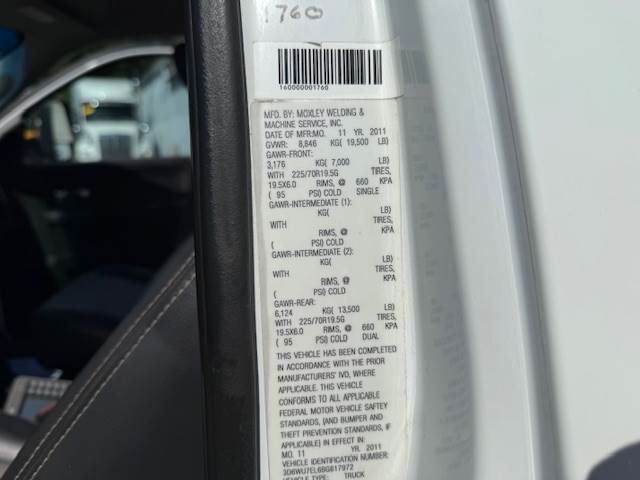 1760
160000001760
MFD. BY: MOXLEY WELDING &
MACHINE SERVICE, INC.
DATE OF MFR:MO. 11 YR. 2011
GVWR: 8,846 KG( 19,500 LB)
GAWR-FRONT:
3,176 KG( 7,000 LB)
WITH 225/70R19.5G TIRES,
19.5X6.0 RIMS, @ 660 KPA
( 95 PSI) COLD SINGLE
GAWR-INTERMEDIATE (1):
KG( LB)
WITH TIRES,
RIMS, @ KPA
( PSI) COLD
GAWR-INTERMEDIATE (2):
KG( LB)
WITH TIRES,
RIMS, @ KPA
( PSI) COLD
GAWR-REAR:
6,124 KG( 13,500 LB)
WITH 225/70R19.5G TIRES,
19.5X6.0 RIMS, @ 660 KPA
( 95 PSI) COLD DUAL
THIS VEHICLE HAS BEEN COMPLETED
IN ACCORDANCE WITH THE PRIOR
MANUFACTURERS' IVD, WHERE
APPLICABLE. THIS VEHICLE
CONFORMS TO ALL APPLICABLE
FEDERAL MOTOR VEHICLE SAFTEY
STANDARDS, [AND BUMPER AND
THEFT PREVENTION STANDARDS, IF
APPLICABLE] IN EFFECT IN:
MO. 11 YR. 2011
VEHICLE IDENTIFICATION NUMBER:
3D6WU7EL6BG617972
VEHICLE TYPE: TRUCK